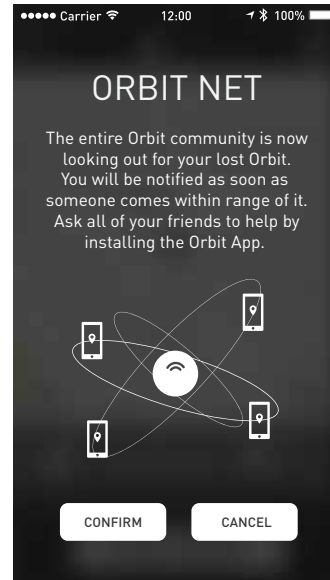 Carrier 12:00 100%
ORBIT NET
The entire Orbit community is now
looking out for your lost Orbit.
You will be notified as soon as
someone comes within range of it.
Ask all of your friends to help by
installing the Orbit App.
CONFIRM CANCEL